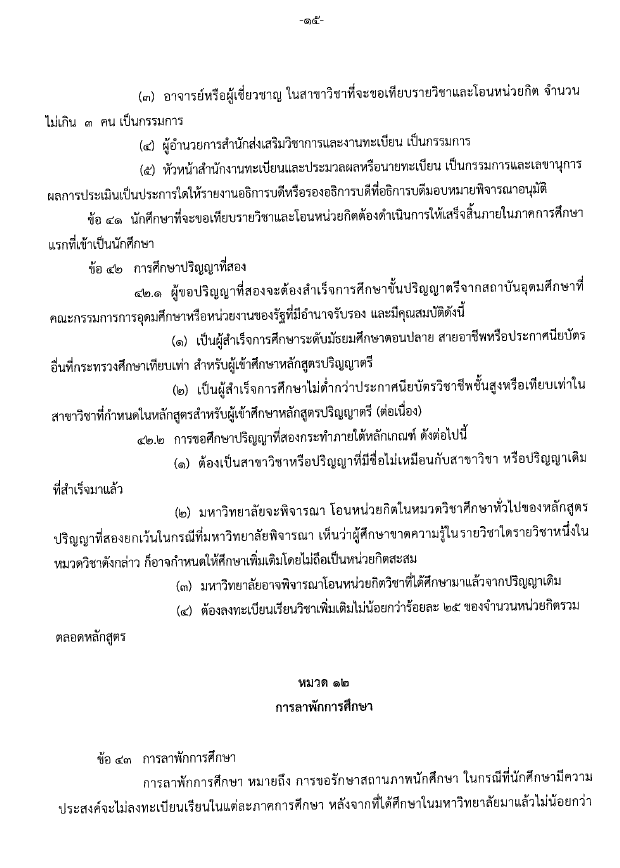 -๑๕-
(๓) อาจารย์หรือผู้เชี่ยวชาญ ในสาขาวิชาที่จะขอเทียบรายวิชาและโอนหน่วยกิต จำนวน
ไม่เกิน ๓ คน เป็นกรรมการ
(๔) ผู้อำนวยการสำนักส่งเสริมวิชาการและงานทะเบียน เป็นกรรมการ
(๕) หัวหน้าสำนักงานทะเบียนและประมวลผลหรือนายทะเบียน เป็นกรรมการและเลขานุการ
ผลการประเมินเป็นประการใดให้รายงานอธิการบดีหรือรองอธิการบดีที่อธิการบดีมอบหมายพิจารณาอนุมัติ
ข้อ ๔๑ นักศึกษาที่จะขอเทียบรายวิชาและโอนหน่วยกิตต้องดำเนินการให้เสร็จสิ้นภายในภาคการศึกษา
แรกที่เข้าเป็นนักศึกษา
ข้อ ๔๒ การศึกษาปริญญาที่สอง
๔๒.๑ ผู้ขอปริญญาที่สองจะต้องสำเร็จการศึกษาขั้นปริญญาตรีจากสถาบันอุดมศึกษาที่
คณะกรรมการการอุดมศึกษาหรือหน่วยงานของรัฐที่มีอำนาจรับรอง และมีคุณสมบัติดังนี้
(๑) เป็นผู้สำเร็จการศึกษาระดับมัธยมศึกษาตอนปลาย สายอาชีพหรือประกาศนียบัตร
อื่นที่กระทรวงศึกษาเทียบเท่า สำหรับผู้เข้าศึกษาหลักสูตรปริญญาตรี
(๒) เป็นผู้สำเร็จการศึกษาไม่ต่ำกว่าประกาศนียบัตรวิชาชีพชั้นสูงหรือเทียบเท่าใน
สาขาวิชาที่กำหนดในหลักสูตรสำหรับผู้เข้าศึกษาหลักสูตรปริญญาตรี (ต่อเนื่อง)
๔๒.๒ การขอศึกษาปริญญาที่สองกระทำภายใต้หลักเกณฑ์ ดังต่อไปนี้
(๑) ต้องเป็นสาขาวิชาหรือปริญญาที่มีชื่อไม่เหมือนกับสาขาวิขา หรือปริญญาเดิม
ที่สำเร็จมาแล้ว
(๒) มหาวิทยาลัยจะพิจารณา โอนหน่วยกิตในหมวดวิชาศึกษาทั่วไปของหลักสูตร
ปริญญาที่สองยกเว้นในกรณีที่มหาวิทยาลัยพิจารณา เห็นว่าผู้ศึกษาขาดความรู้ในรายวิชาใดรายวิชาหนึ่งใน
หมวดวิชาดังกล่าว ก็อาจกำหนดให้ศึกษาเพิ่มเติมโดยไม่ถือเป็นหน่วยกิตสะสม
(๓) มหาวิทยาลัยอาจพิจารณาโอนหน่วยกิตวิชาที่ได้ศึกษามาแล้วจากปริญญาเดิม
(๔) ต้องลงทะเบียนเรียนวิชาเพิ่มเติมไม่น้อยกว่าร้อยละ ๒๕ ของจำนวนหน่วยกิตรวม
ตลอดหลักสูตร
หมวด ๑๒
การลาพักการศึกษา
ข้อ ๔๓ การลาพักการศึกษา
การลาพักการศึกษา หมายถึง การขอรักษาสถานภาพนักศึกษา ในกรณีที่นักศึกษามีความ
ประสงค์จะไม่ลงทะเบียนเรียนในแต่ละภาคการศึกษา หลังจากที่ได้ศึกษาในมหาวิทยาลัยมาแล้วไม่น้อยกว่า